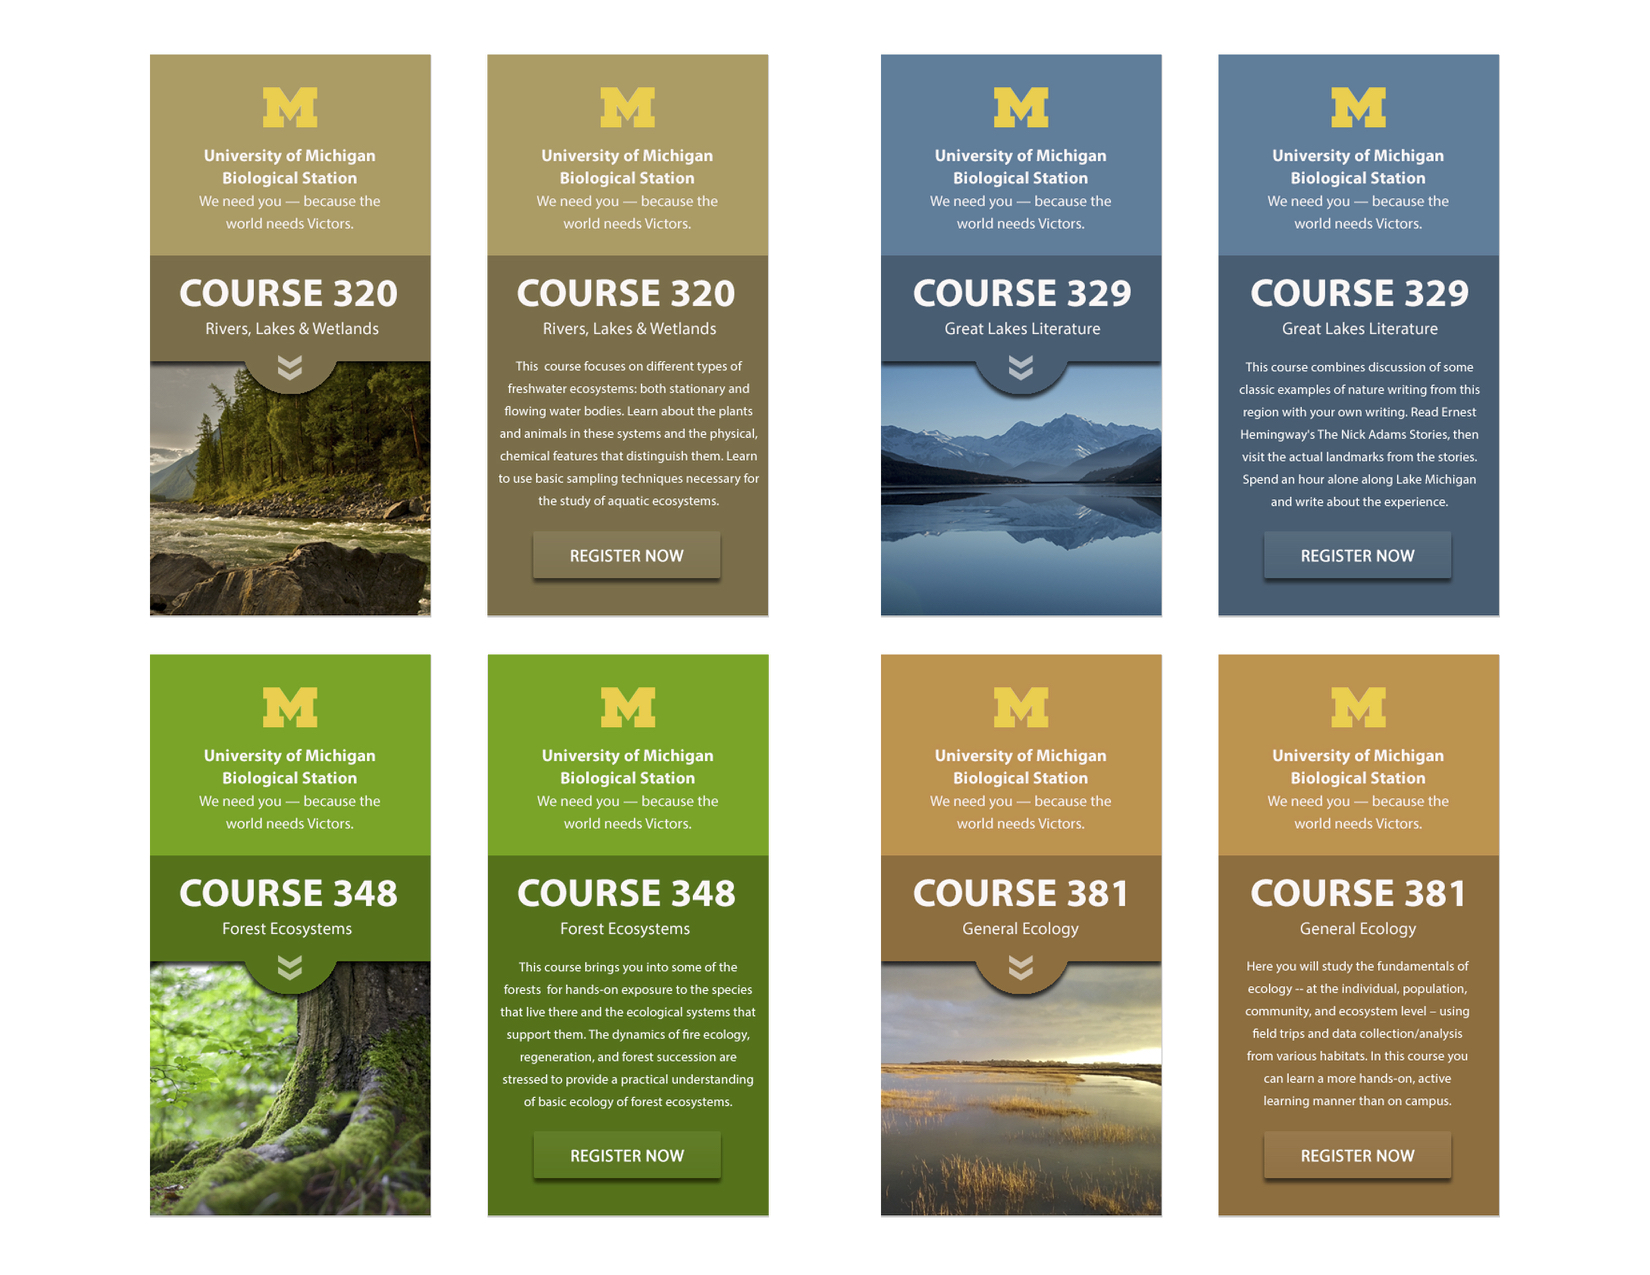 M
University of Michigan
Biological Station
We need you — because the
world needs Victors.
COURSE 320
Rivers, Lakes & Wetlands
M
University of Michigan
Biological Station
We need you — because the
world needs Victors.
COURSE 320
Rivers, Lakes & Wetlands
This  course focuses on different types of
freshwater ecosystems: both stationary and
flowing water bodies. Learn about the plants
and animals in these systems and the physical,
chemical features that distinguish them. Learn
to use basic sampling techniques necessary for
the study of aquatic ecosystems.
REGISTER NOW
M
University of Michigan
Biological Station
We need you — because the
world needs Victors.
COURSE 329
Great Lakes Literature
M
University of Michigan
Biological Station
We need you — because the
world needs Victors.
COURSE 329
Great Lakes Literature
This course combines discussion of some
classic examples of nature writing from this
region with your own writing. Read Ernest
Hemingway's The Nick Adams Stories, then
visit the actual landmarks from the stories.
Spend an hour alone along Lake Michigan
and write about the experience.
REGISTER NOW
M
University of Michigan
Biological Station
We need you — because the
world needs Victors.
COURSE 348
Forest Ecosystems
M
University of Michigan
Biological Station
We need you — because the
world needs Victors.
COURSE 348
Forest Ecosystems
This course brings you into some of the
forests  for hands-on exposure to the species
that live there and the ecological systems that
support them. The dynamics of fire ecology,
regeneration, and forest succession are
stressed to provide a practical understanding
of basic ecology of forest ecosystems.
REGISTER NOW
M
University of Michigan
Biological Station
We need you — because the
world needs Victors.
COURSE 381
General Ecology
M
University of Michigan
Biological Station
We need you — because the
world needs Victors.
COURSE 381
General Ecology
Here you will study the fundamentals of
ecology -- at the individual, population,
community, and ecosystem level – using
field trips and data collection/analysis
from various habitats. In this course you
can learn a more hands-on, active
learning manner than on campus.
REGISTER NOW